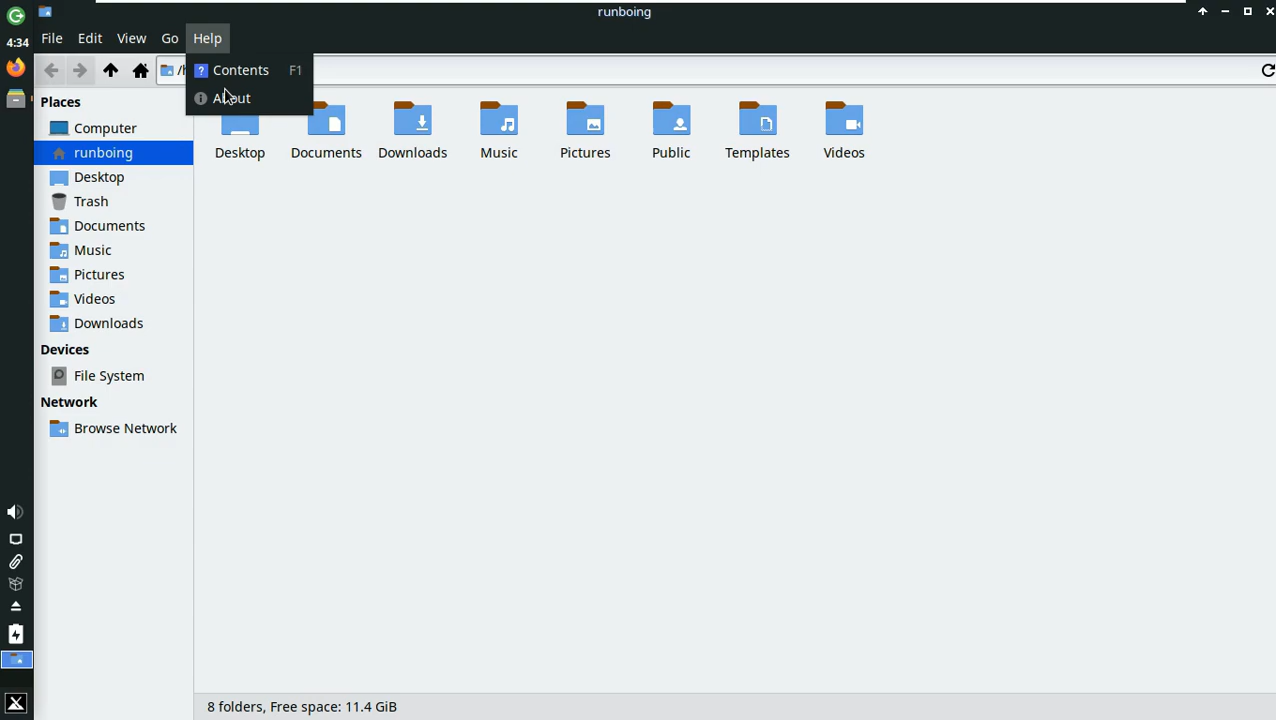 runboing
4:34
File Edit View Go Help
/h
Contents F1
About
Places
Computer
runboing
Desktop
Trash
Documents
Music
Pictures
Videos
Downloads
Devices
File System
Network
Browse Network
Desktop Documents Downloads Music Pictures Public Templates Videos
8 folders, Free space: 11.4 GiB